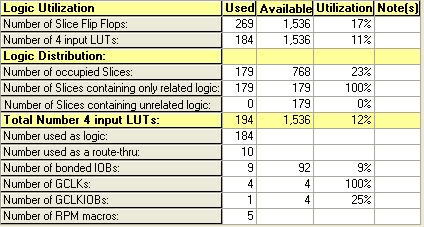 Logic Utilization Used Available Utilization Note(s)
Number of Slice Flip Flops: 269 1,536 17%
Number of 4 input LUTs: 184 1,536 11%
Logic Distribution:
Number of occupied Slices: 179 768 23%
Number of Slices containing only related logic: 179 179 100%
Number of Slices containing unrelated logic: 0 179 0%
Total Number 4 input LUTs: 194 1,536 12%
Number used as logic: 184
Number used as a route-thru: 10
Number of bonded IOBs: 9 92 9%
Number of GCLKs: 4 4 100%
Number of GCLKIOBs: 1 4 25%
Number of RPM macros: 5